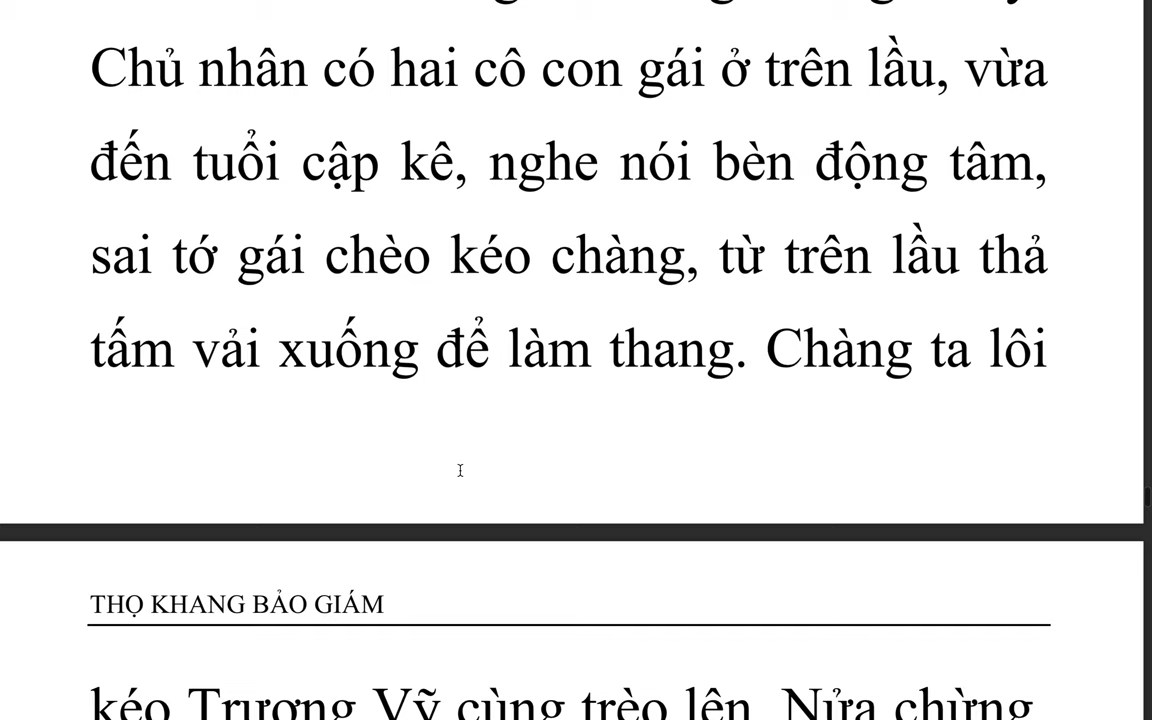 Chủ nhân có hai cô con gái ở trên lầu, vừa
đến tuổi cập kê, nghe nói bèn động tâm,
sai tớ gái chèo kéo chàng, từ trên lầu thả
tấm vải xuống để làm thang. Chàng ta lôi
THỌ KHANG BẢO GIÁM
kéo Trương Vỹ cùng trèo lên. Nửa chừng